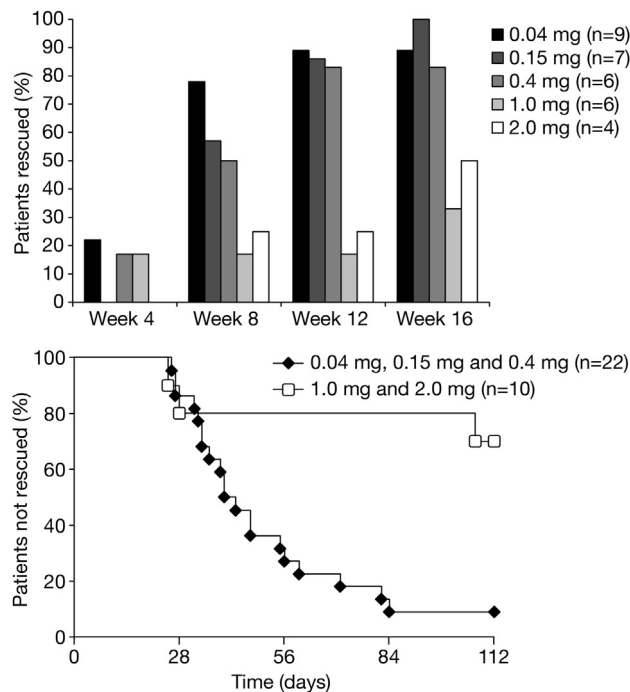 Patients rescued (%)
100
90
80
70
60
50
40
30
20
10
0
Week 4 Week 8 Week 12 Week 16
0.04 mg (n=9)
0.15 mg (n=7)
0.4 mg (n=6)
1.0 mg (n=6)
2.0 mg (n=4)
Patients not rescued (%)
100
80
60
40
20
0
0 28 56 84 112
Time (days)
0.04 mg, 0.15 mg and 0.4 mg (n=22)
1.0 mg and 2.0 mg (n=10)